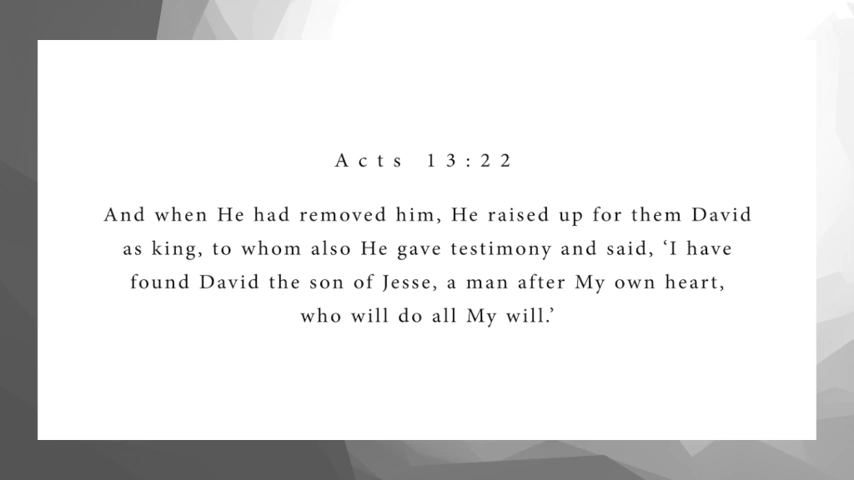 Acts 13:22
And when He had removed him, He raised up for them David
as king, to whom also He gave testimony and said, ‘I have
found David the son of Jesse, a man after My own heart,
who will do all My will.’